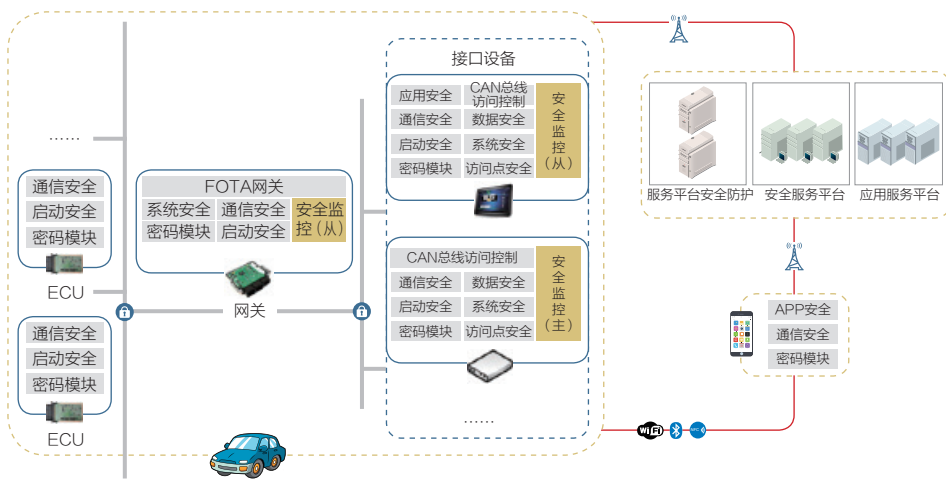 ……
通信安全
启动安全
密码模块
ECU
通信安全
启动安全
密码模块
ECU
FOTA网关
系统安全
通信安全
安全监
控(从)
密码模块
启动安全
网关
接口设备
应用安全
CAN总线
访问控制
通信安全
数据安全
启动安全
系统安全
密码模块
访问点安全
安
全
监
控
(从)
CAN总线访问控制
通信安全
数据安全
启动安全
系统安全
密码模块
访问点安全
安
全
监
控
(主)
……
服务平台安全防护
安全服务平台
应用服务平台
APP安全
通信安全
密码模块
WiFi
NFC